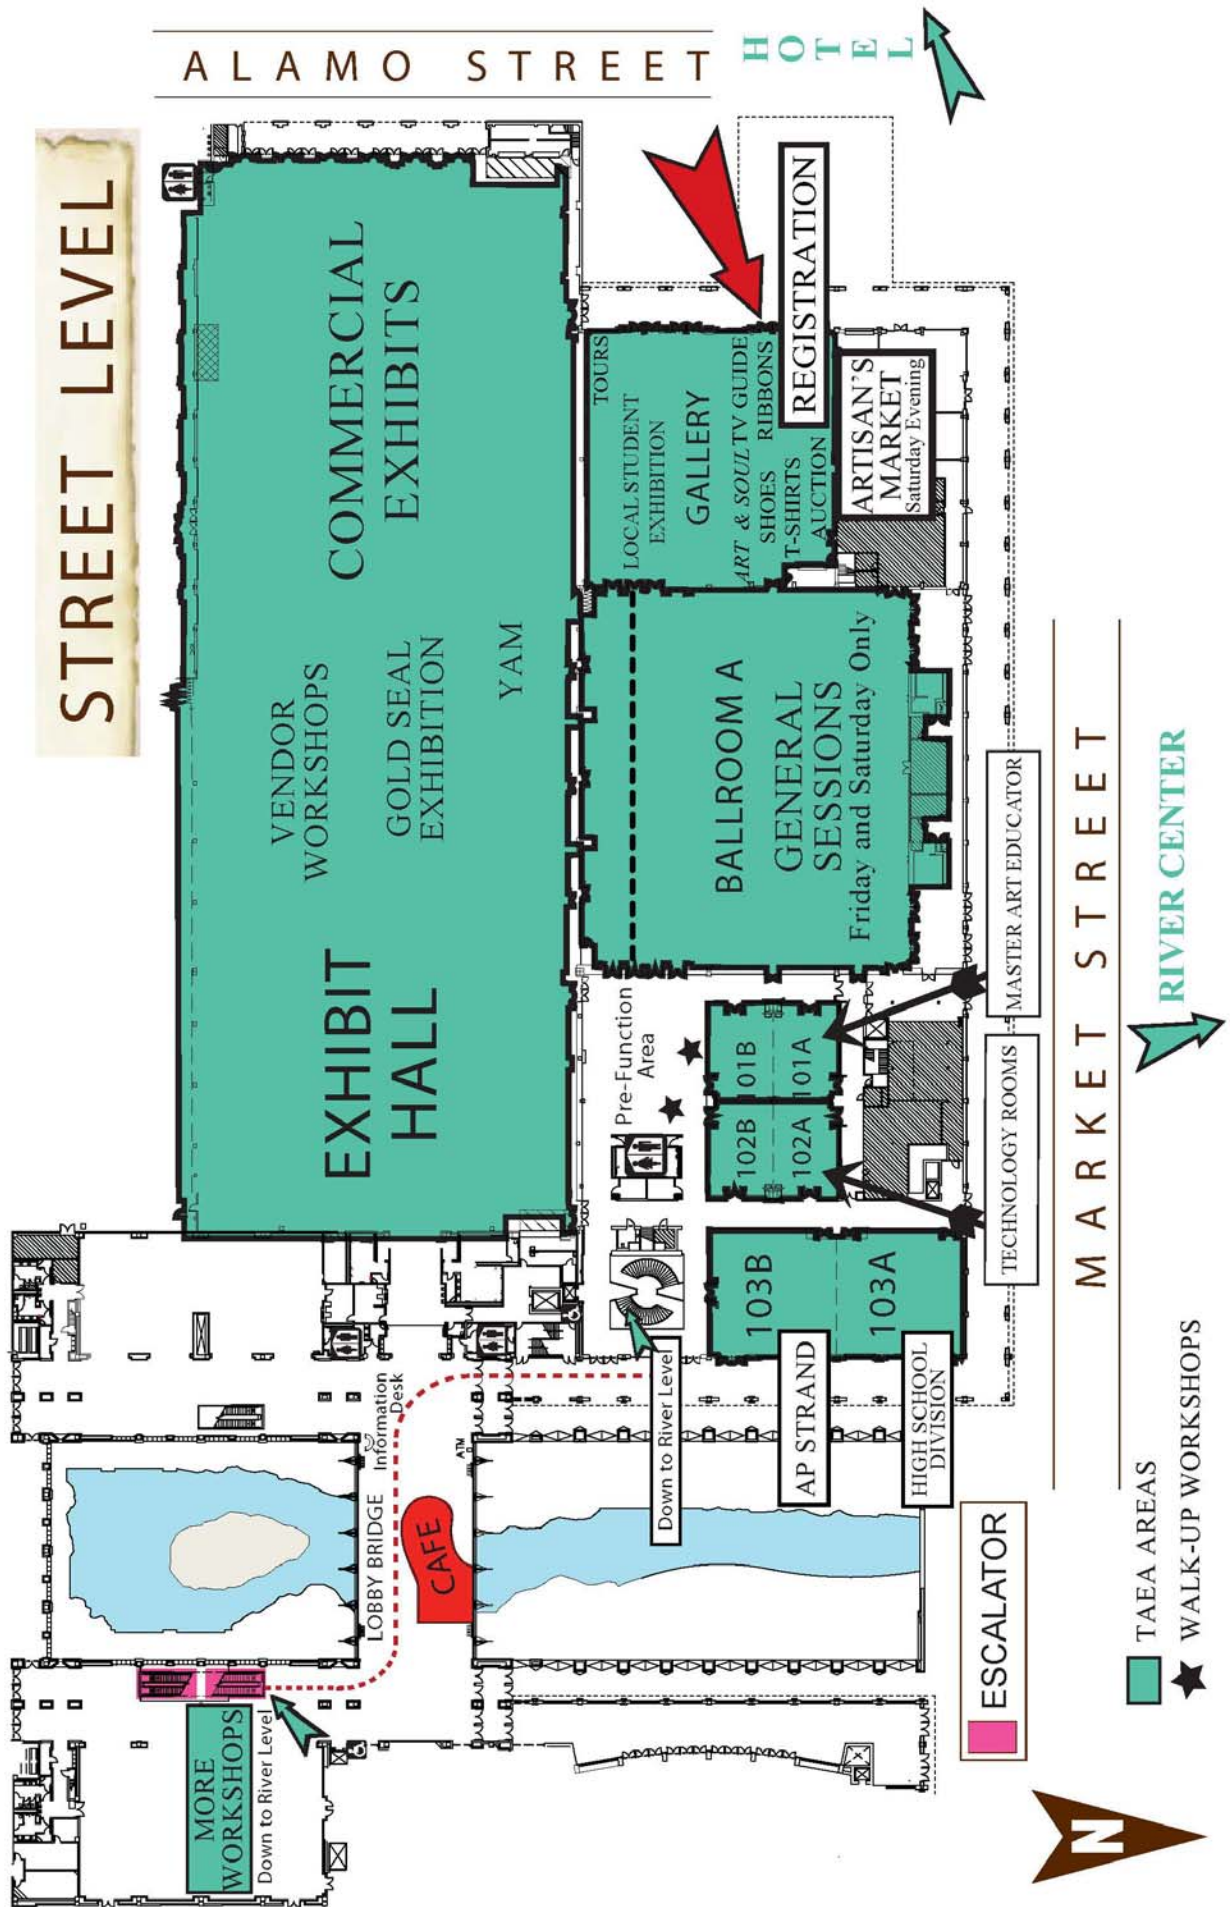 STREET LEVEL
ALAMO STREET
HOTEL
EXHIBIT
HALL
VENDOR
WORKSHOPS
GOLD SEAL
EXHIBITION
YAM
COMMERCIAL
EXHIBITS
TOURS
LOCAL STUDENT
EXHIBITION
GALLERY
ART & SOUL TV GUIDE
SHOES RIBBONS
T-SHIRTS
AUCTION
REGISTRATION
ARTISAN'S
MARKET
Saturday Evening
BALLROOM A
GENERAL
SESSIONS
Friday and Saturday Only
Pre-Function
Area
101B
101A
102B
102A
103B
103A
MASTER ART EDUCATOR
TECHNOLOGY ROOMS
AP STRAND
HIGH SCHOOL
DIVISION
Down to River Level
Information
Desk
ATM
LOBBY BRIDGE
CAFE
MORE
WORKSHOPS
Down to River Level
MARKET STREET
RIVER CENTER
ESCALATOR
TAEA AREAS
WALK-UP WORKSHOPS
N